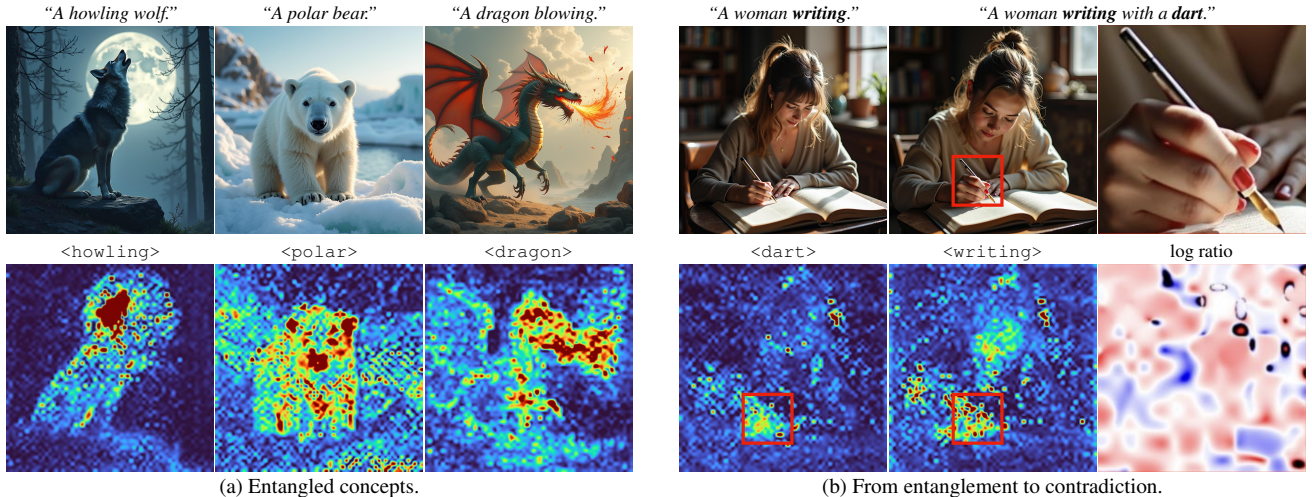 “A howling wolf.” “A polar bear.” “A dragon blowing.” “A woman writing.” “A woman writing with a dart.”
<howling> <polar> <dragon> <dart> <writing> log ratio
(a) Entangled concepts. (b) From entanglement to contradiction.